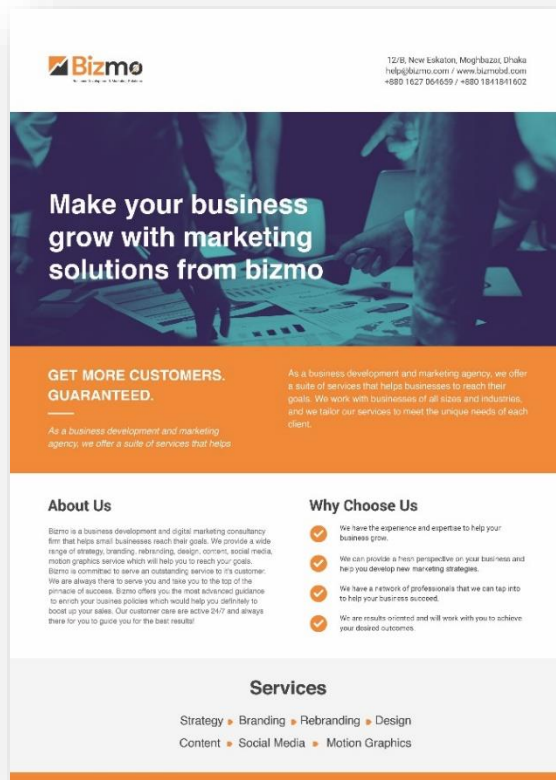 Bizmo
12/B, New Eskaton, Moghbazar, Dhaka
help@bizmo.com / www.bizmobd.com
+880 1627 064659 / +880 1841841602
Make your business
grow with marketing
solutions from bizmo
GET MORE CUSTOMERS.
GUARANTEED.
As a business development and marketing
agency, we offer a suite of services that helps
As a business development and marketing agency, we offer
a suite of services that helps businesses to reach their
goals. We work with businesses of all sizes and industries,
and we tailor our services to meet the unique needs of each
client.
About Us
Bizmo is a business development and digital marketing consultancy
firm that helps small businesses reach their goals. We provide a wide
range of strategy, branding, rebranding, design, content, social media,
motion graphics service which will help you to reach your goals.
Bizmo is committed to serve an outstanding service to it's customer.
We are always there to serve you and take you to the top of the
pinnacle of success. Bizmo offers you the most advanced guidance
to enrich your busines policies which would help you definitely to
boost up your sales. Our customer care are active 24/7 and always
there for you to guide you for the best results!
Why Choose Us
We have the experience and expertise to help your
business grow.
We can provide a fresh perspective on your business and
help you develop new marketing strategies.
We have a network of professionals that we can tap into
to help your business succeed.
We are results oriented and will work with you to achieve
your desired outcomes.
Services
Strategy Branding Rebranding Design
Content Social Media Motion Graphics